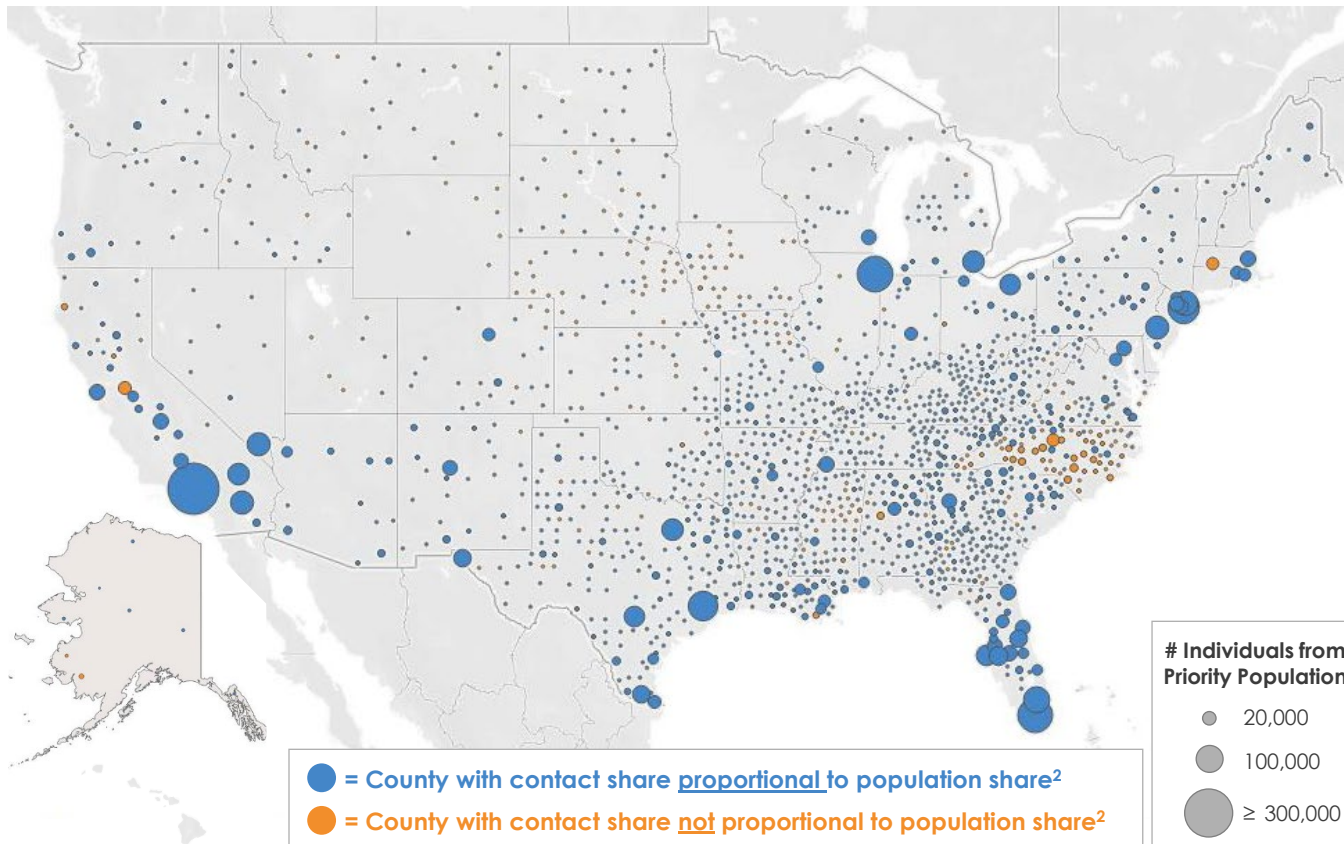 # Individuals from
Priority Population
20,000
100,000
≥ 300,000
= County with contact share proportional to population share²
= County with contact share not proportional to population share²